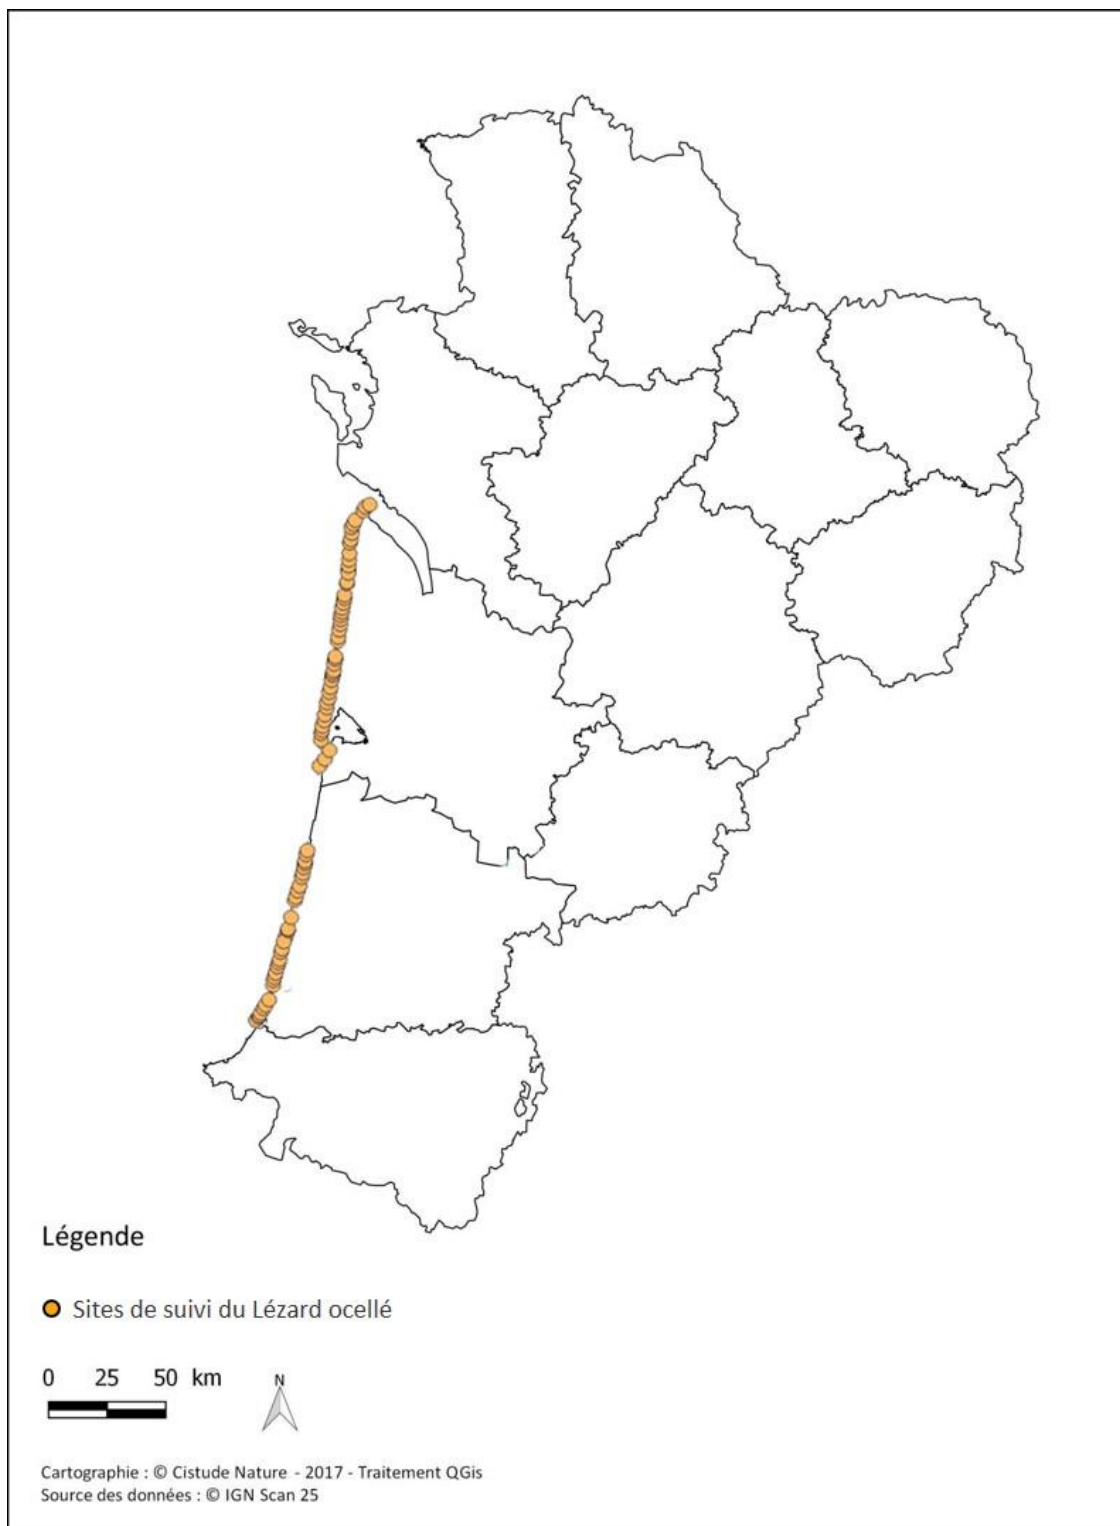 Légende
Sites de suivi du Lézard ocellé
0 25 50 km
N
Cartographie : © Cistude Nature - 2017 - Traitement QGis
Source des données : © IGN Scan 25